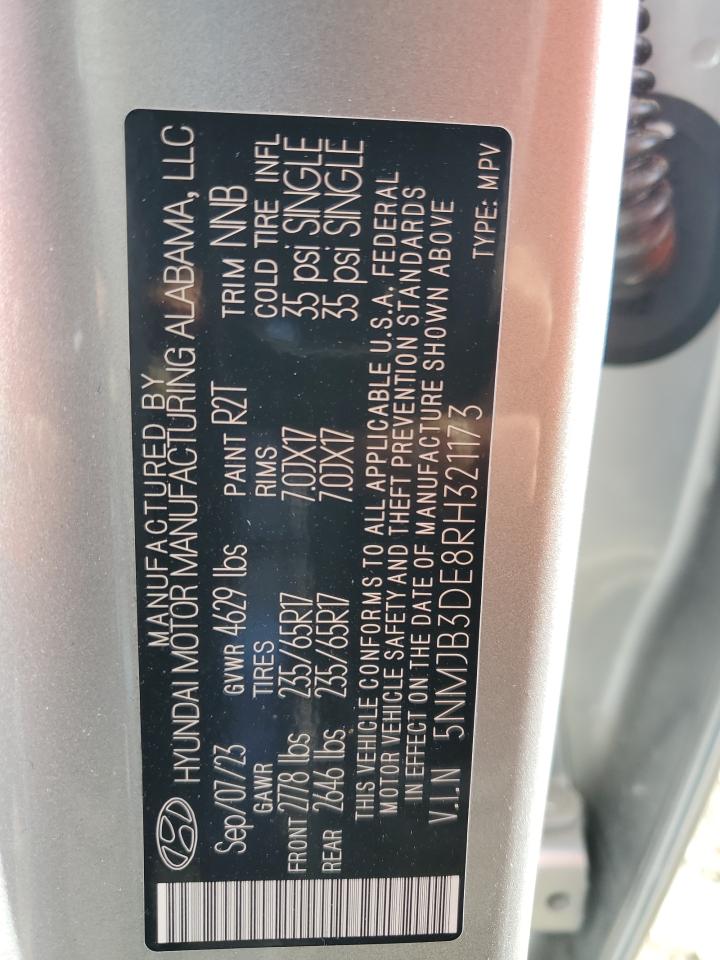 MANUFACTURED BY
HYUNDAI MOTOR MANUFACTURING ALABAMA, LLC
Sep/07/23 GVWR 4629 lbs PAINT R2T TRIM NNB
GAWR TIRES RIMS COLD TIRE INFL
FRONT 2778 lbs 235/65R17 7.0JX17 35 psi SINGLE
REAR 2646 lbs 235/65R17 7.0JX17 35 psi SINGLE
THIS VEHICLE CONFORMS TO ALL APPLICABLE U.S.A. FEDERAL
MOTOR VEHICLE SAFETY AND THEFT PREVENTION STANDARDS
IN EFFECT ON THE DATE OF MANUFACTURE SHOWN ABOVE
V.I.N 5NMJB3DE8RH321173
TYPE: MPV